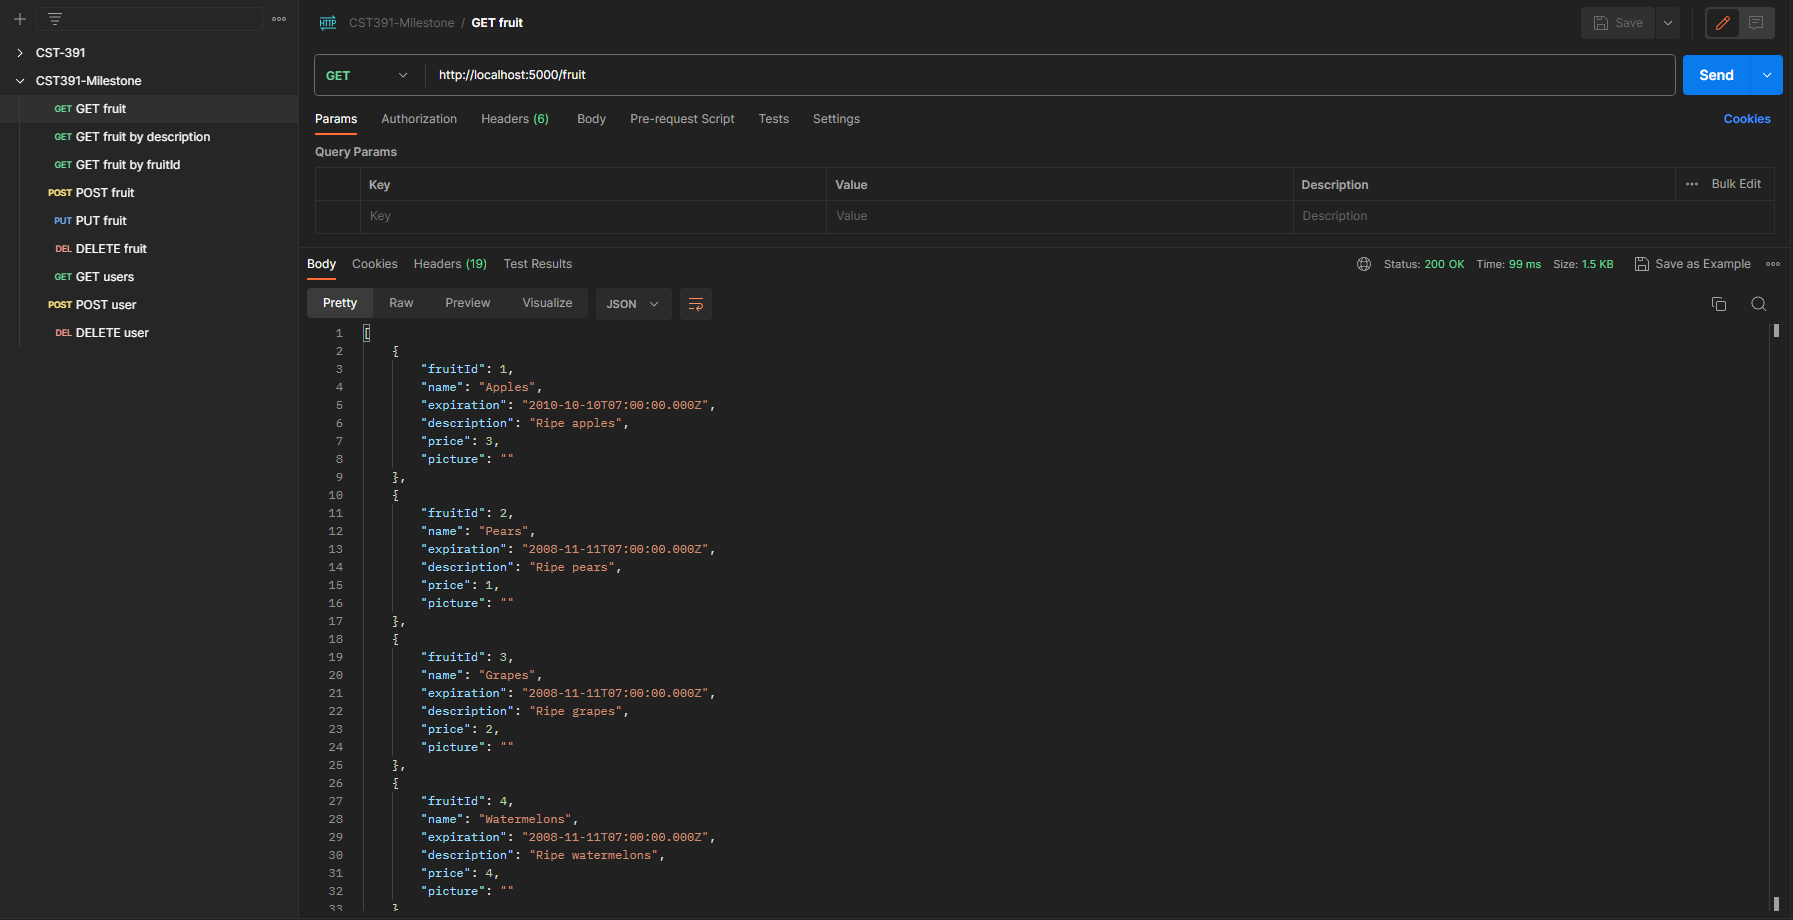 CST391-Milestone / GET fruit
Save
CST-391
CST391-Milestone
GET GET fruit
GET GET fruit by description
GET GET fruit by fruitId
POST POST fruit
PUT PUT fruit
DEL DELETE fruit
GET GET users
POST POST user
DEL DELETE user
HTTP
GET http://localhost:5000/fruit
Send
Params Authorization Headers (6) Body Pre-request Script Tests Settings Cookies
Query Params
Key Value Description Bulk Edit
Key Value Description
Body Cookies Headers (19) Test Results Status: 200 OK Time: 99 ms Size: 1.5 KB Save as Example
Pretty Raw Preview Visualize JSON
1 [
2 {
3 "fruitId": 1,
4 "name": "Apples",
5 "expiration": "2010-10-10T07:00:00.000Z",
6 "description": "Ripe apples",
7 "price": 3,
8 "picture": ""
9 },
10 {
11 "fruitId": 2,
12 "name": "Pears",
13 "expiration": "2008-11-11T07:00:00.000Z",
14 "description": "Ripe pears",
15 "price": 1,
16 "picture": ""
17 },
18 {
19 "fruitId": 3,
20 "name": "Grapes",
21 "expiration": "2008-11-11T07:00:00.000Z",
22 "description": "Ripe grapes",
23 "price": 2,
24 "picture": ""
25 },
26 {
27 "fruitId": 4,
28 "name": "Watermelons",
29 "expiration": "2008-11-11T07:00:00.000Z",
30 "description": "Ripe watermelons",
31 "price": 4,
32 "picture": ""
33 }